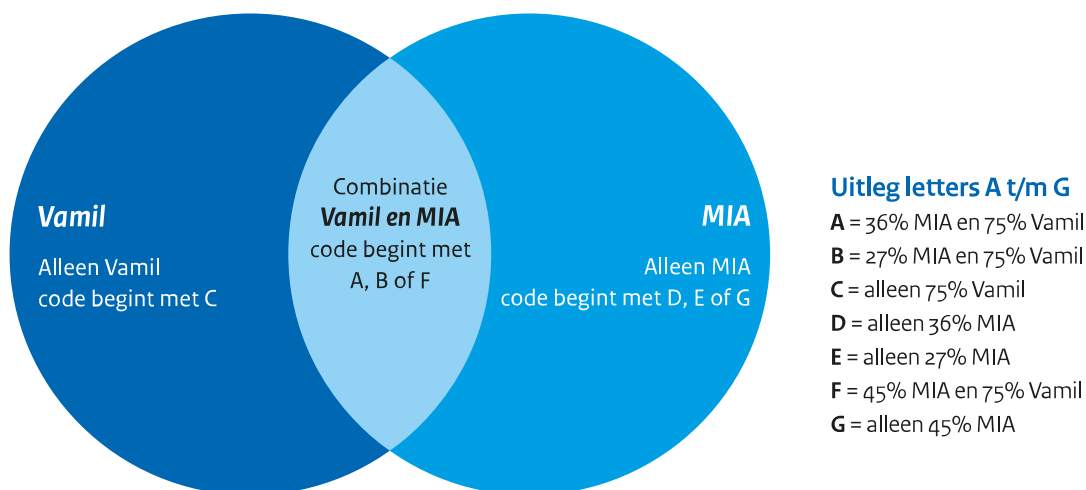 Vamil
Alleen Vamil
code begint met C
Combinatie
Vamil en MIA
code begint met
A, B of F
MIA
Alleen MIA
code begint met D, E of G
Uitleg letters A t/m G
A = 36% MIA en 75% Vamil
B = 27% MIA en 75% Vamil
C = alleen 75% Vamil
D = alleen 36% MIA
E = alleen 27% MIA
F = 45% MIA en 75% Vamil
G = alleen 45% MIA